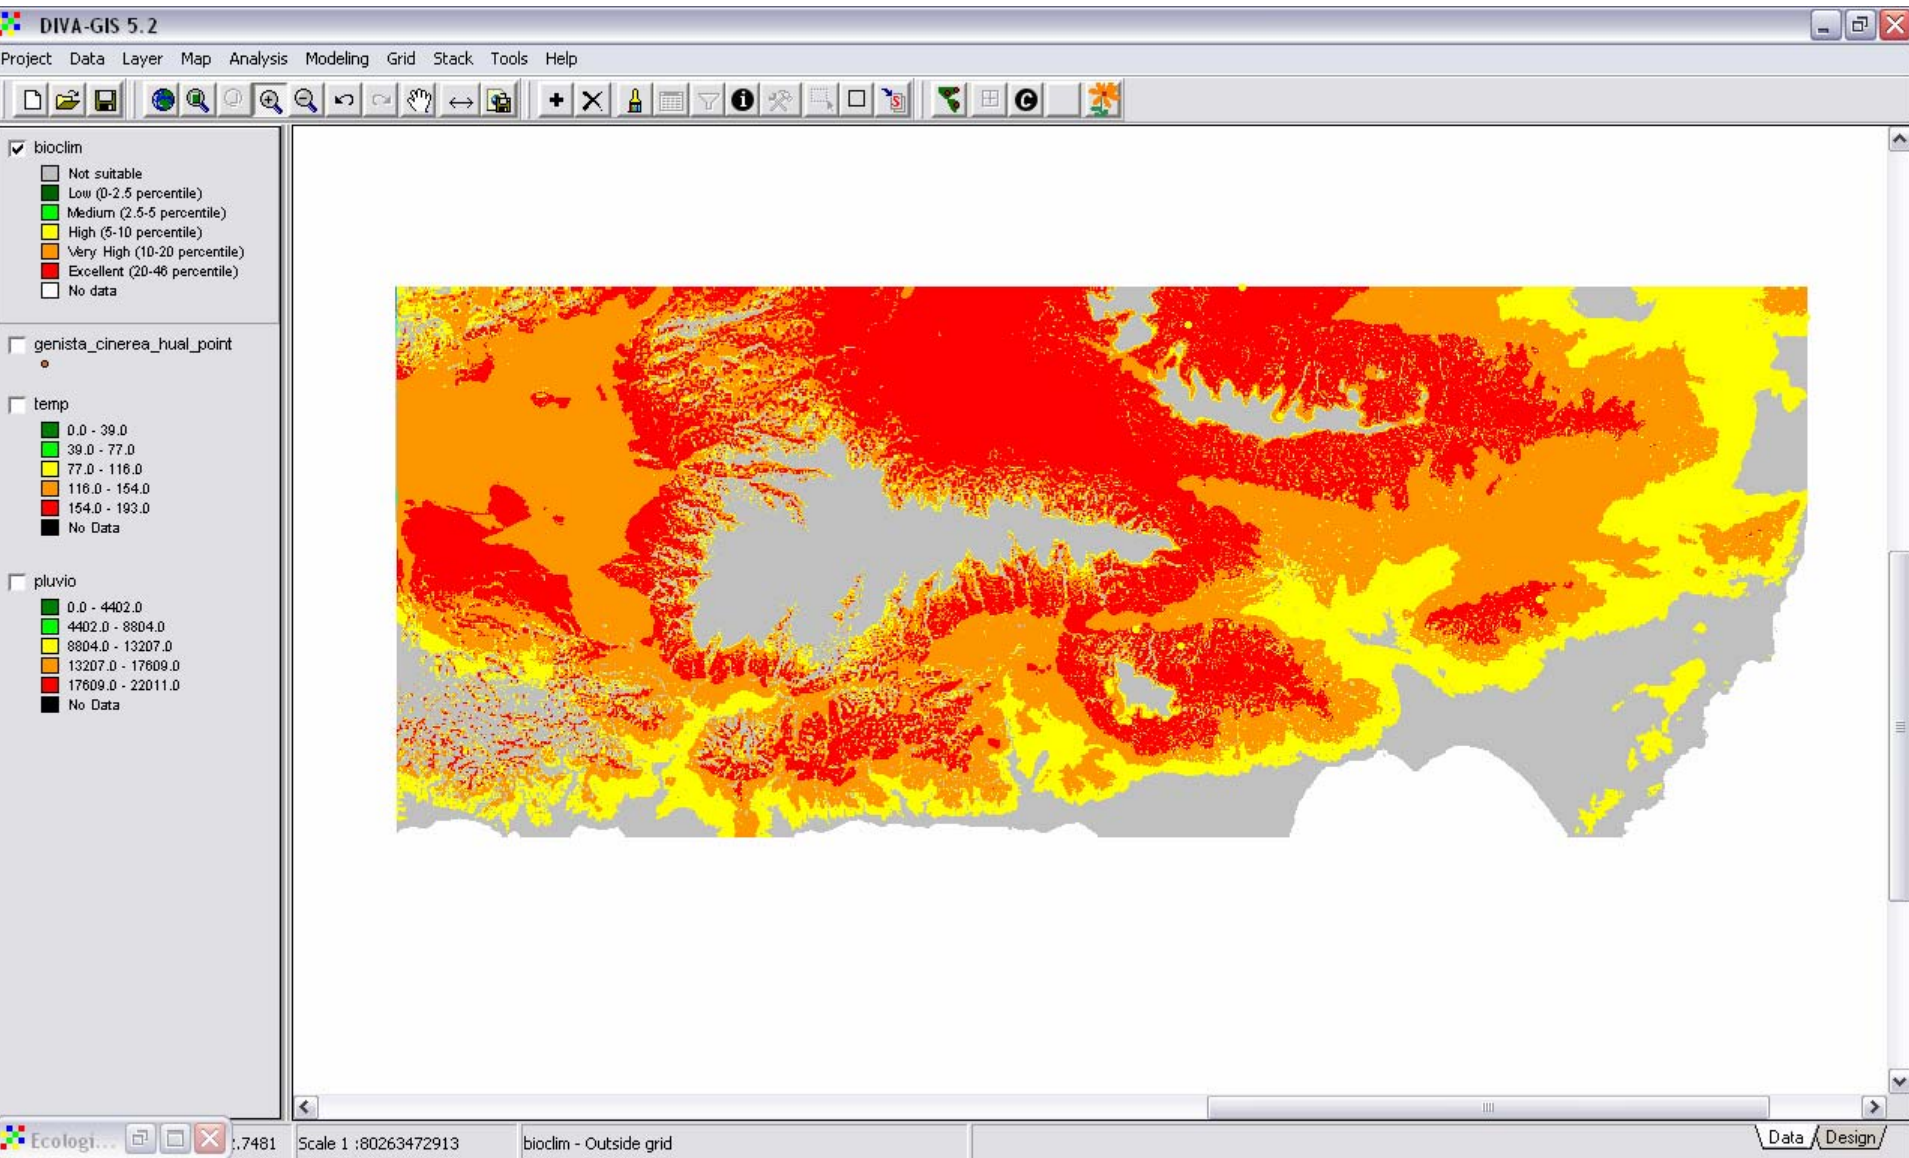 DIVA-GIS 5.2
Project Data Layer Map Analysis Modeling Grid Stack Tools Help
bioclim
Not suitable
Low (0-2.5 percentile)
Medium (2.5-5 percentile)
High (5-10 percentile)
Very High (10-20 percentile)
Excellent (20-46 percentile)
No data
genista_cinerea_hual_point
temp
0.0 - 39.0
39.0 - 77.0
77.0 - 116.0
116.0 - 154.0
154.0 - 193.0
No Data
pluvio
0.0 - 4402.0
4402.0 - 8804.0
8804.0 - 13207.0
13207.0 - 17609.0
17609.0 - 22011.0
No Data
Ecologi... .7481 Scale 1 :80263472913 bioclim - Outside grid Data Design